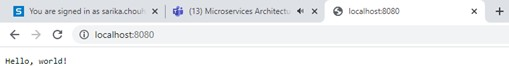 You are signed in as sarika.chouh
(13) Microservices Architectu
localhost:8080
localhost:8080
Hello, world!